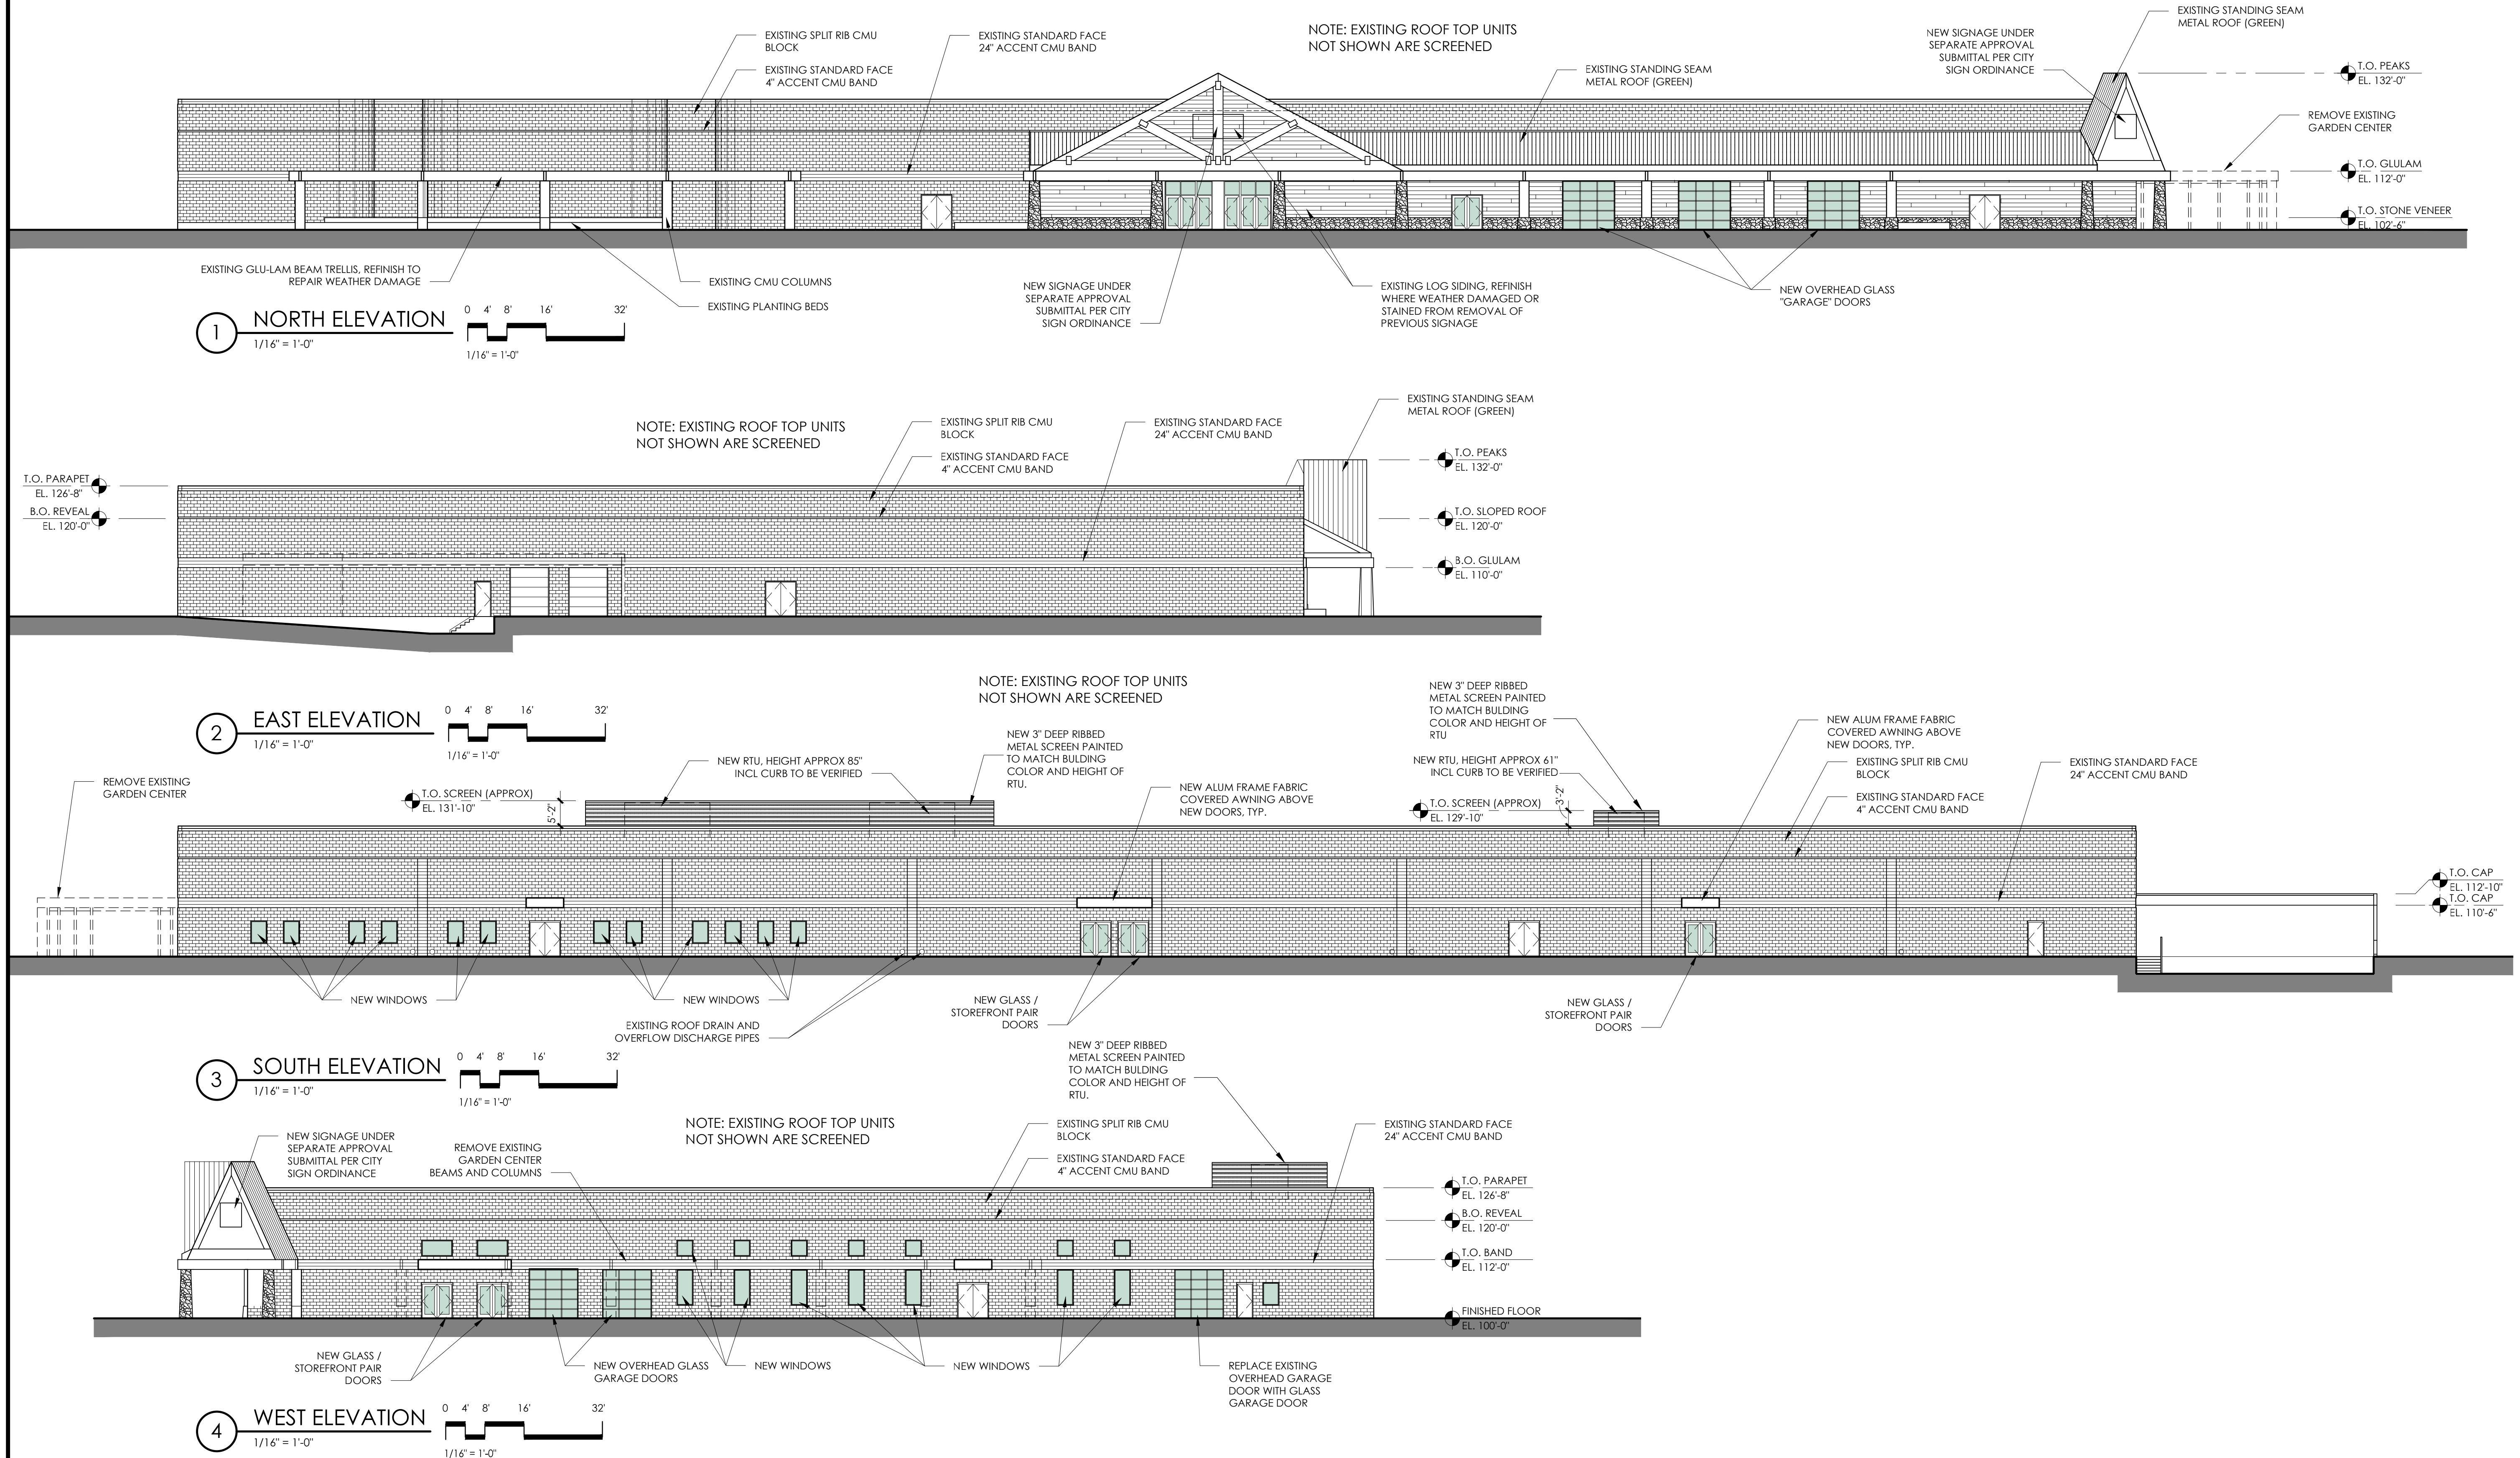 EXISTING SPLIT RIB CMU
BLOCK
EXISTING STANDARD FACE
4" ACCENT CMU BAND
EXISTING STANDARD FACE
24" ACCENT CMU BAND
NOTE: EXISTING ROOF TOP UNITS
NOT SHOWN ARE SCREENED
EXISTING STANDING SEAM
METAL ROOF (GREEN)
NEW SIGNAGE UNDER
SEPARATE APPROVAL
SUBMITTAL PER CITY
SIGN ORDINANCE
EXISTING STANDING SEAM
METAL ROOF (GREEN)
T.O. PEAKS
EL. 132'-0"
REMOVE EXISTING
GARDEN CENTER
T.O. GLULAM
EL. 112'-0"
T.O. STONE VENEER
EL. 102'-6"
EXISTING GLU-LAM BEAM TRELLIS, REFINISH TO
REPAIR WEATHER DAMAGE
EXISTING CMU COLUMNS
EXISTING PLANTING BEDS
NEW SIGNAGE UNDER
SEPARATE APPROVAL
SUBMITTAL PER CITY
SIGN ORDINANCE
EXISTING LOG SIDING, REFINISH
WHERE WEATHER DAMAGED OR
STAINED FROM REMOVAL OF
PREVIOUS SIGNAGE
NEW OVERHEAD GLASS
"GARAGE" DOORS
1 NORTH ELEVATION
1/16" = 1'-0"
0 4' 8' 16' 32'
1/16" = 1'-0"
NOTE: EXISTING ROOF TOP UNITS
NOT SHOWN ARE SCREENED
EXISTING SPLIT RIB CMU
BLOCK
EXISTING STANDARD FACE
4" ACCENT CMU BAND
EXISTING STANDARD FACE
24" ACCENT CMU BAND
EXISTING STANDING SEAM
METAL ROOF (GREEN)
T.O. PARAPET
EL. 126'-8"
B.O. REVEAL
EL. 120'-0"
T.O. PEAKS
EL. 132'-0"
T.O. SLOPED ROOF
EL. 120'-0"
B.O. GLULAM
EL. 110'-0"
2 EAST ELEVATION
1/16" = 1'-0"
0 4' 8' 16' 32'
1/16" = 1'-0"
NOTE: EXISTING ROOF TOP UNITS
NOT SHOWN ARE SCREENED
REMOVE EXISTING
GARDEN CENTER
T.O. SCREEN (APPROX)
EL. 131'-10"
5'-2"
NEW RTU, HEIGHT APPROX 85"
INCL CURB TO BE VERIFIED
NEW 3" DEEP RIBBED
METAL SCREEN PAINTED
TO MATCH BULDING
COLOR AND HEIGHT OF
RTU.
NEW ALUM FRAME FABRIC
COVERED AWNING ABOVE
NEW DOORS, TYP.
NEW 3" DEEP RIBBED
METAL SCREEN PAINTED
TO MATCH BULDING
COLOR AND HEIGHT OF
RTU
NEW RTU, HEIGHT APPROX 61"
INCL CURB TO BE VERIFIED
T.O. SCREEN (APPROX)
EL. 129'-10"
3'-2"
NEW ALUM FRAME FABRIC
COVERED AWNING ABOVE
NEW DOORS, TYP.
EXISTING SPLIT RIB CMU
BLOCK
EXISTING STANDARD FACE
4" ACCENT CMU BAND
EXISTING STANDARD FACE
24" ACCENT CMU BAND
T.O. CAP
EL. 112'-10"
T.O. CAP
EL. 110'-6"
NEW WINDOWS
NEW WINDOWS
EXISTING ROOF DRAIN AND
OVERFLOW DISCHARGE PIPES
NEW GLASS /
STOREFRONT PAIR
DOORS
NEW GLASS /
STOREFRONT PAIR
DOORS
3 SOUTH ELEVATION
1/16" = 1'-0"
0 4' 8' 16' 32'
1/16" = 1'-0"
NEW 3" DEEP RIBBED
METAL SCREEN PAINTED
TO MATCH BULDING
COLOR AND HEIGHT OF
RTU.
NOTE: EXISTING ROOF TOP UNITS
NOT SHOWN ARE SCREENED
NEW SIGNAGE UNDER
SEPARATE APPROVAL
SUBMITTAL PER CITY
SIGN ORDINANCE
REMOVE EXISTING
GARDEN CENTER
BEAMS AND COLUMNS
EXISTING SPLIT RIB CMU
BLOCK
EXISTING STANDARD FACE
4" ACCENT CMU BAND
EXISTING STANDARD FACE
24" ACCENT CMU BAND
T.O. PARAPET
EL. 126'-8"
B.O. REVEAL
EL. 120'-0"
T.O. BAND
EL. 112'-0"
FINISHED FLOOR
EL. 100'-0"
NEW GLASS /
STOREFRONT PAIR
DOORS
NEW OVERHEAD GLASS
GARAGE DOORS
NEW WINDOWS
NEW WINDOWS
REPLACE EXISTING
OVERHEAD GARAGE
DOOR WITH GLASS
GARAGE DOOR
4 WEST ELEVATION
1/16" = 1'-0"
0 4' 8' 16' 32'
1/16" = 1'-0"